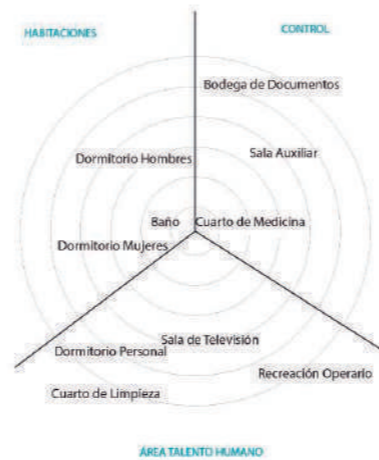 HABITACIONES
CONTROL
Bodega de Documentos
Dormitorio Hombres
Sala Auxiliar
Baño
Cuarto de Medicina
Dormitorio Mujeres
Sala de Televisión
Dormitorio Personal
Recreación Operario
Cuarto de Limpieza
ÁREA TALENTO HUMANO